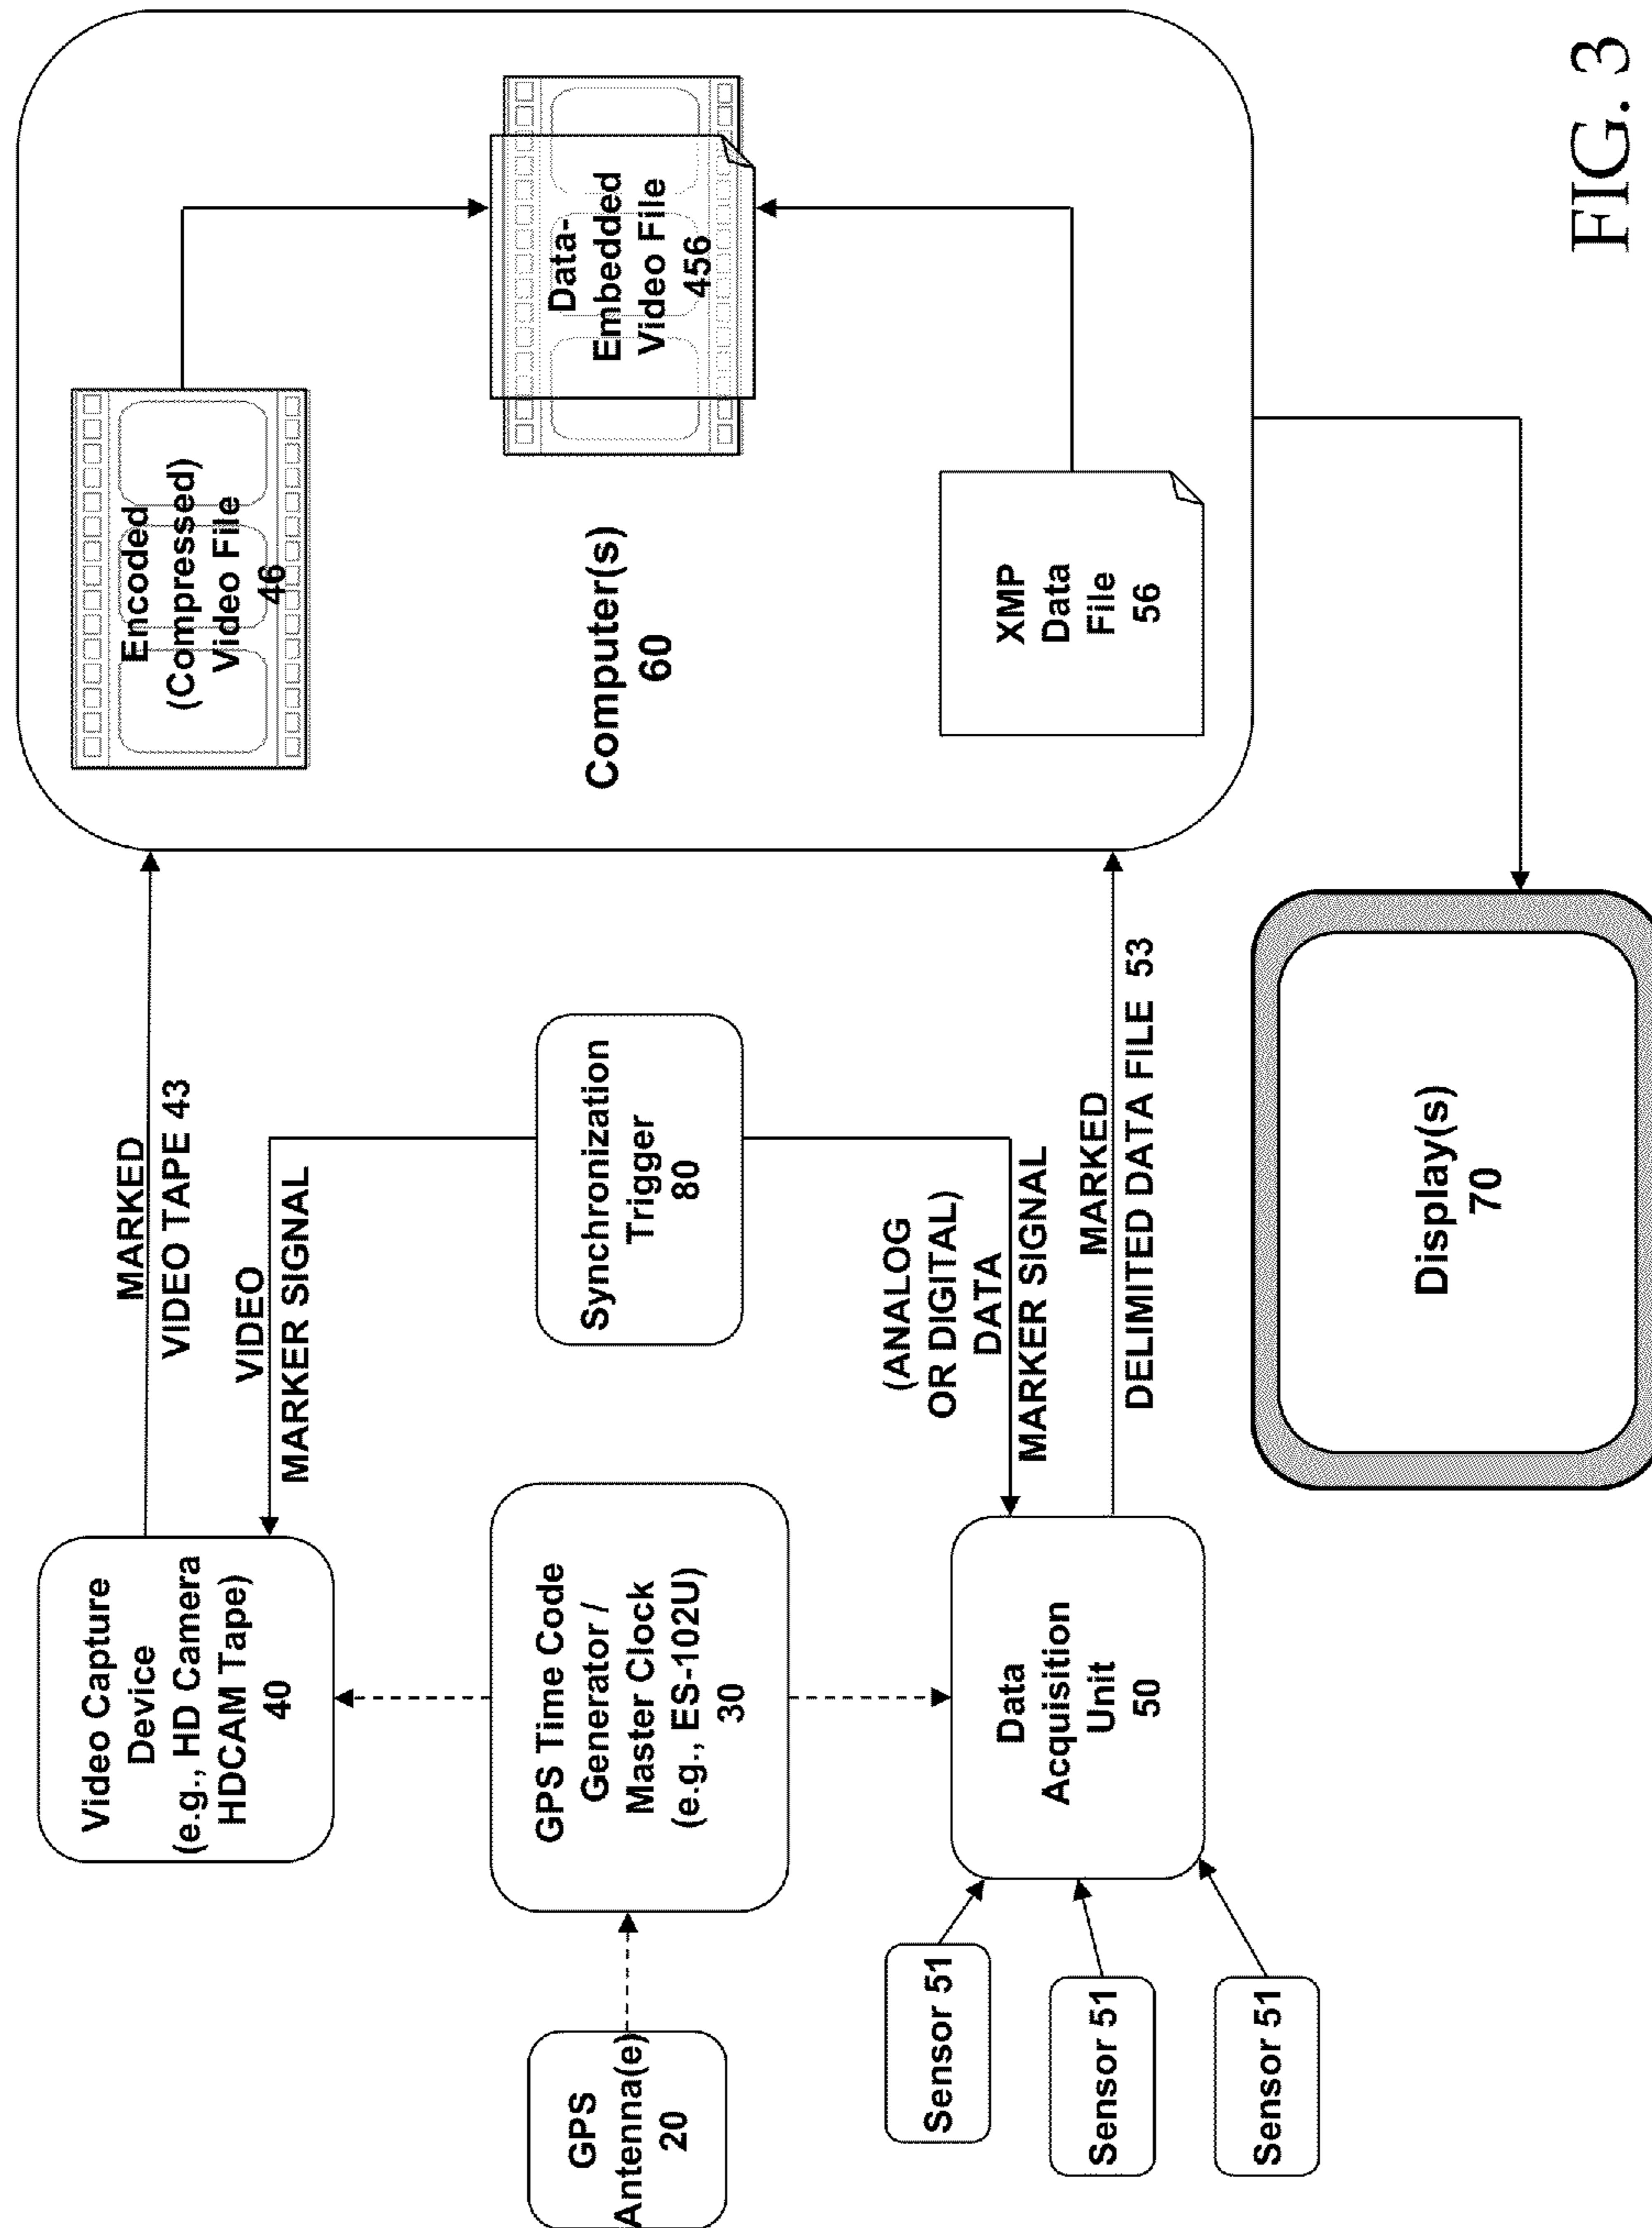 Video Capture
Device
(e.g., HD Camera
HDCAM Tape)
40
MARKED
VIDEO TAPE 43
VIDEO
MARKER SIGNAL
Encoded
(Compressed)
Video File
46
GPS
Antenna(e)
20
GPS Time Code
Generator /
Master Clock
(e.g., ES-102U)
30
Synchronization
Trigger
80
Computer(s)
60
Data-
Embedded
Video File
456
(ANALOG
OR DIGITAL)
DATA
MARKER SIGNAL
Sensor 51
Sensor 51
Sensor 51
Data
Acquisition
Unit
50
MARKED
DELIMITED DATA FILE 53
XMP
Data
File
56
Display(s)
70
FIG. 3